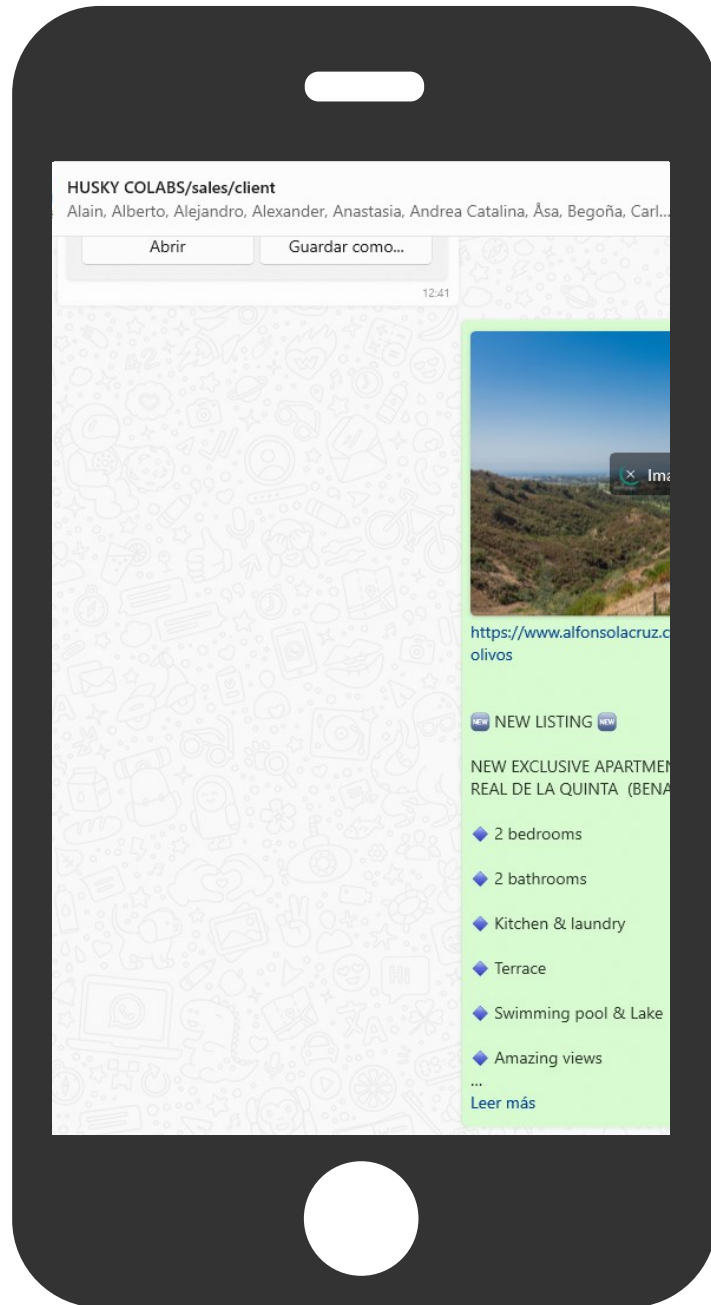 HUSKY COLABS/sales/client
Alain, Alberto, Alejandro, Alexander, Anastasia, Andrea Catalina, Åsa, Begoña, Carl...
Abrir
Guardar como...
12:41
Ima
https://www.alfonsolacruz.c
olivos
🆕 NEW LISTING 🆕
NEW EXCLUSIVE APARTMEN
REAL DE LA QUINTA (BENA
🔷 2 bedrooms
🔷 2 bathrooms
🔷 Kitchen & laundry
🔷 Terrace
🔷 Swimming pool & Lake
🔷 Amazing views
...
Leer más